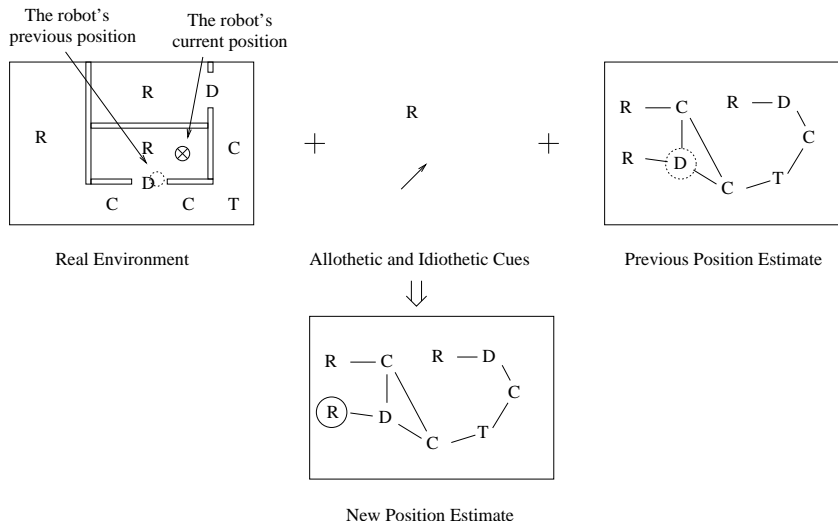 The robot's
previous position
The robot's
current position
R
D
R
R
C
D
C
C
T
Real Environment
+
R
Allothetic and Idiothetic Cues
+
R
C
R
D
R
D
C
C
T
Previous Position Estimate
R
C
R
D
C
R
D
C
T
New Position Estimate